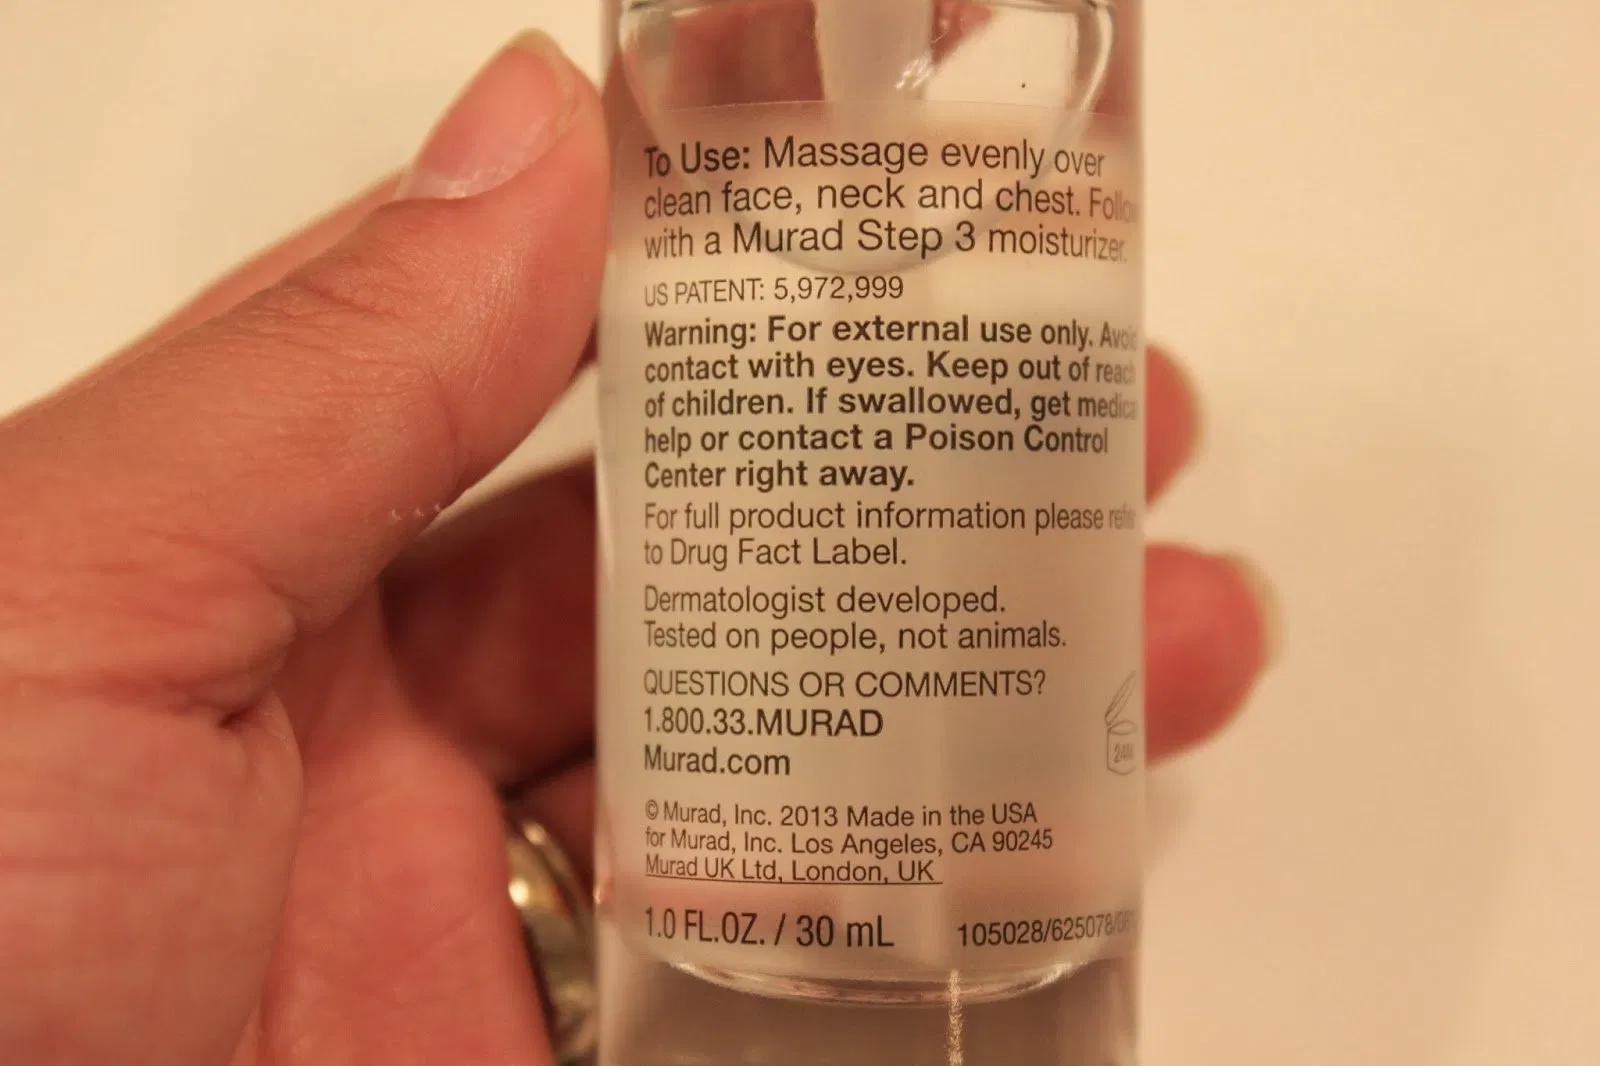 To Use: Massage evenly over
clean face, neck and chest.
with a Murad Step 3 moisturizer.
US PATENT: 5,972,999
Warning: For external use only.
contact with eyes. Keep out of
of children. If swallowed, get
help or contact a Poison Control
Center right away.
For full product information please
to Drug Fact Label.
Dermatologist developed.
Tested on people, not animals.
QUESTIONS OR COMMENTS?
1.800.33.MURAD
Murad.com
© Murad, Inc. 2013 Made in the USA
for Murad, Inc. Los Angeles, CA 90245
Murad UK Ltd, London, UK
1.0 FL.OZ. / 30 mL